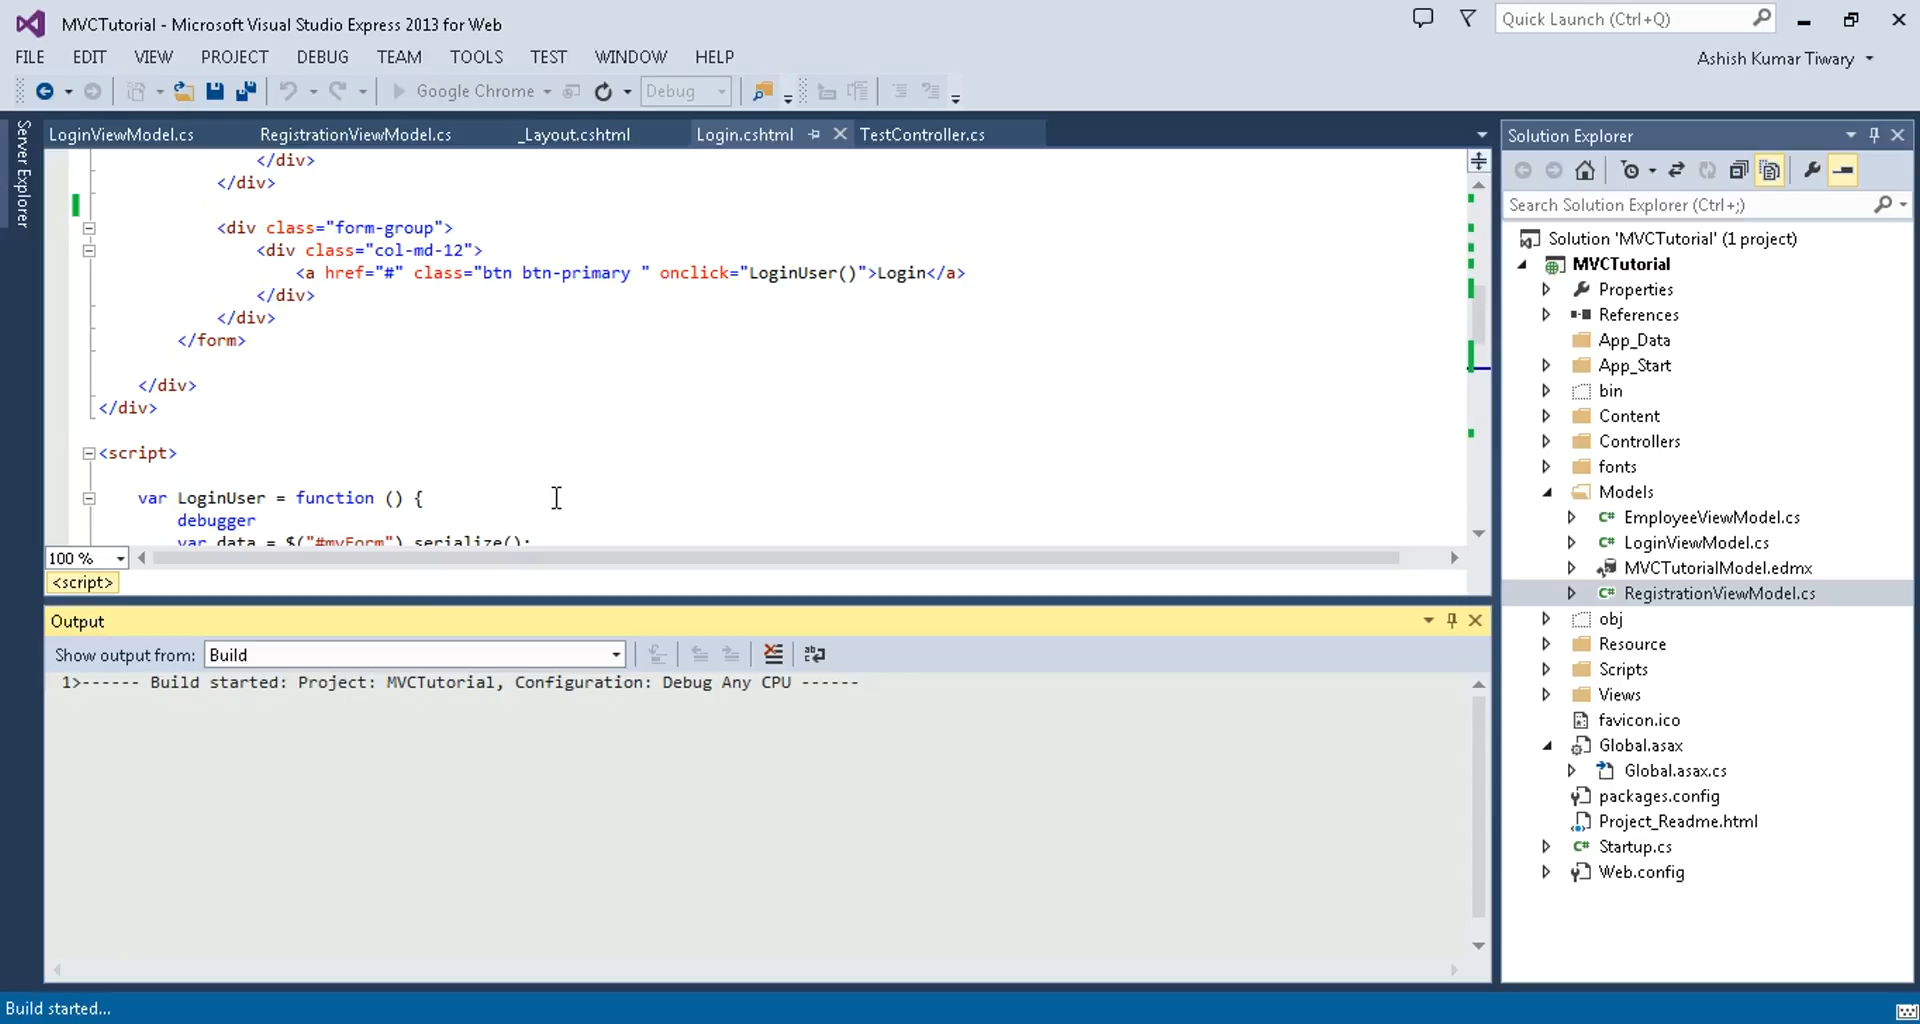 MVCTutorial - Microsoft Visual Studio Express 2013 for Web
Quick Launch (Ctrl+Q)
FILE EDIT VIEW PROJECT DEBUG TEAM TOOLS TEST WINDOW HELP
Ashish Kumar Tiwary
Google Chrome
Debug
Server Explorer
LoginViewModel.cs RegistrationViewModel.cs _Layout.cshtml Login.cshtml TestController.cs
</div>
</div>
<div class="form-group">
<div class="col-md-12">
<a href="#" class="btn btn-primary " onclick="LoginUser()">Login</a>
</div>
</div>
</form>
</div>
</div>
<script>
var LoginUser = function () {
debugger
var data = $("#myForm").serialize();
100 %
<script>
Output
Show output from: Build
1>------ Build started: Project: MVCTutorial, Configuration: Debug Any CPU ------
Solution Explorer
Search Solution Explorer (Ctrl+;)
Solution 'MVCTutorial' (1 project)
MVCTutorial
Properties
References
App_Data
App_Start
bin
Content
Controllers
fonts
Models
EmployeeViewModel.cs
LoginViewModel.cs
MVCTutorialModel.edmx
RegistrationViewModel.cs
obj
Resource
Scripts
Views
favicon.ico
Global.asax
Global.asax.cs
packages.config
Project_Readme.html
Startup.cs
Web.config
Build started...